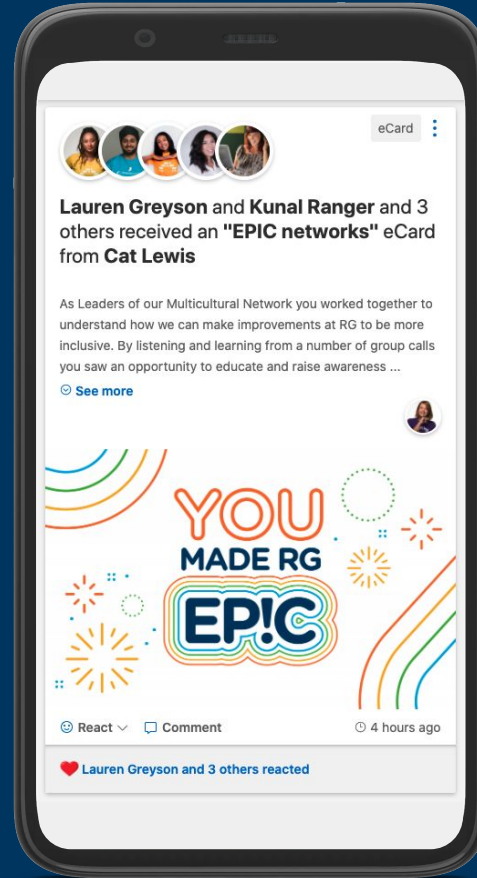 eCard
Lauren Greyson and Kunal Ranger and 3
others received an "EPIC networks" eCard
from Cat Lewis
As Leaders of our Multicultural Network you worked together to
understand how we can make improvements at RG to be more
inclusive. By listening and learning from a number of group calls
you saw an opportunity to educate and raise awareness ...
See more
YOU
MADE RG
EP!C
React
Comment
4 hours ago
Lauren Greyson and 3 others reacted